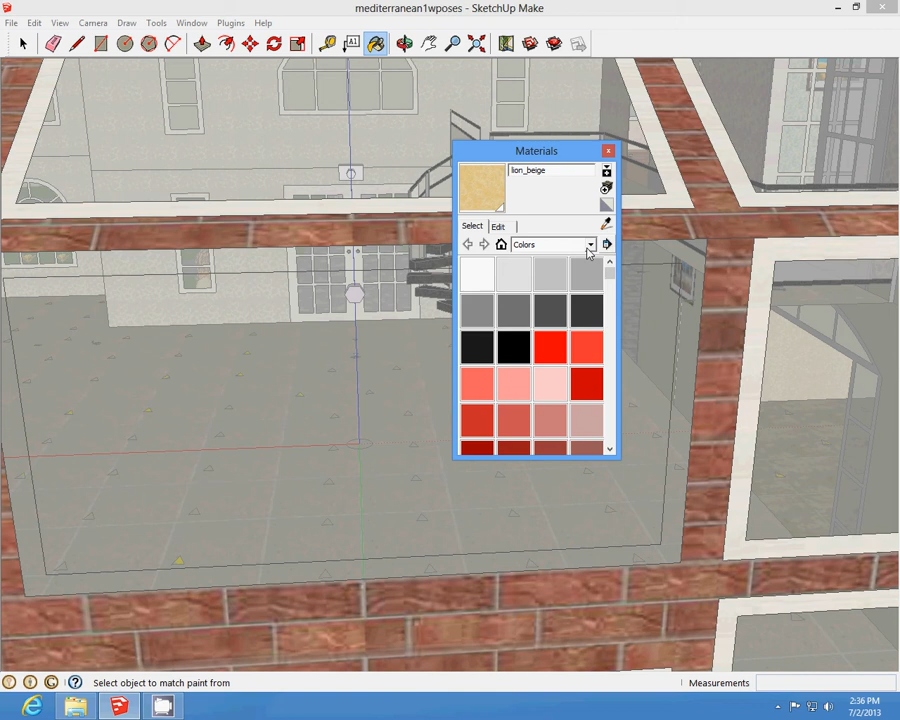 mediterranean1wposes - SketchUp Make
File Edit View Camera Draw Tools Window Plugins Help
A1
Materials
lion_beige
Select Edit
Colors
Select object to match paint from
Measurements
2:36 PM
7/2/2013